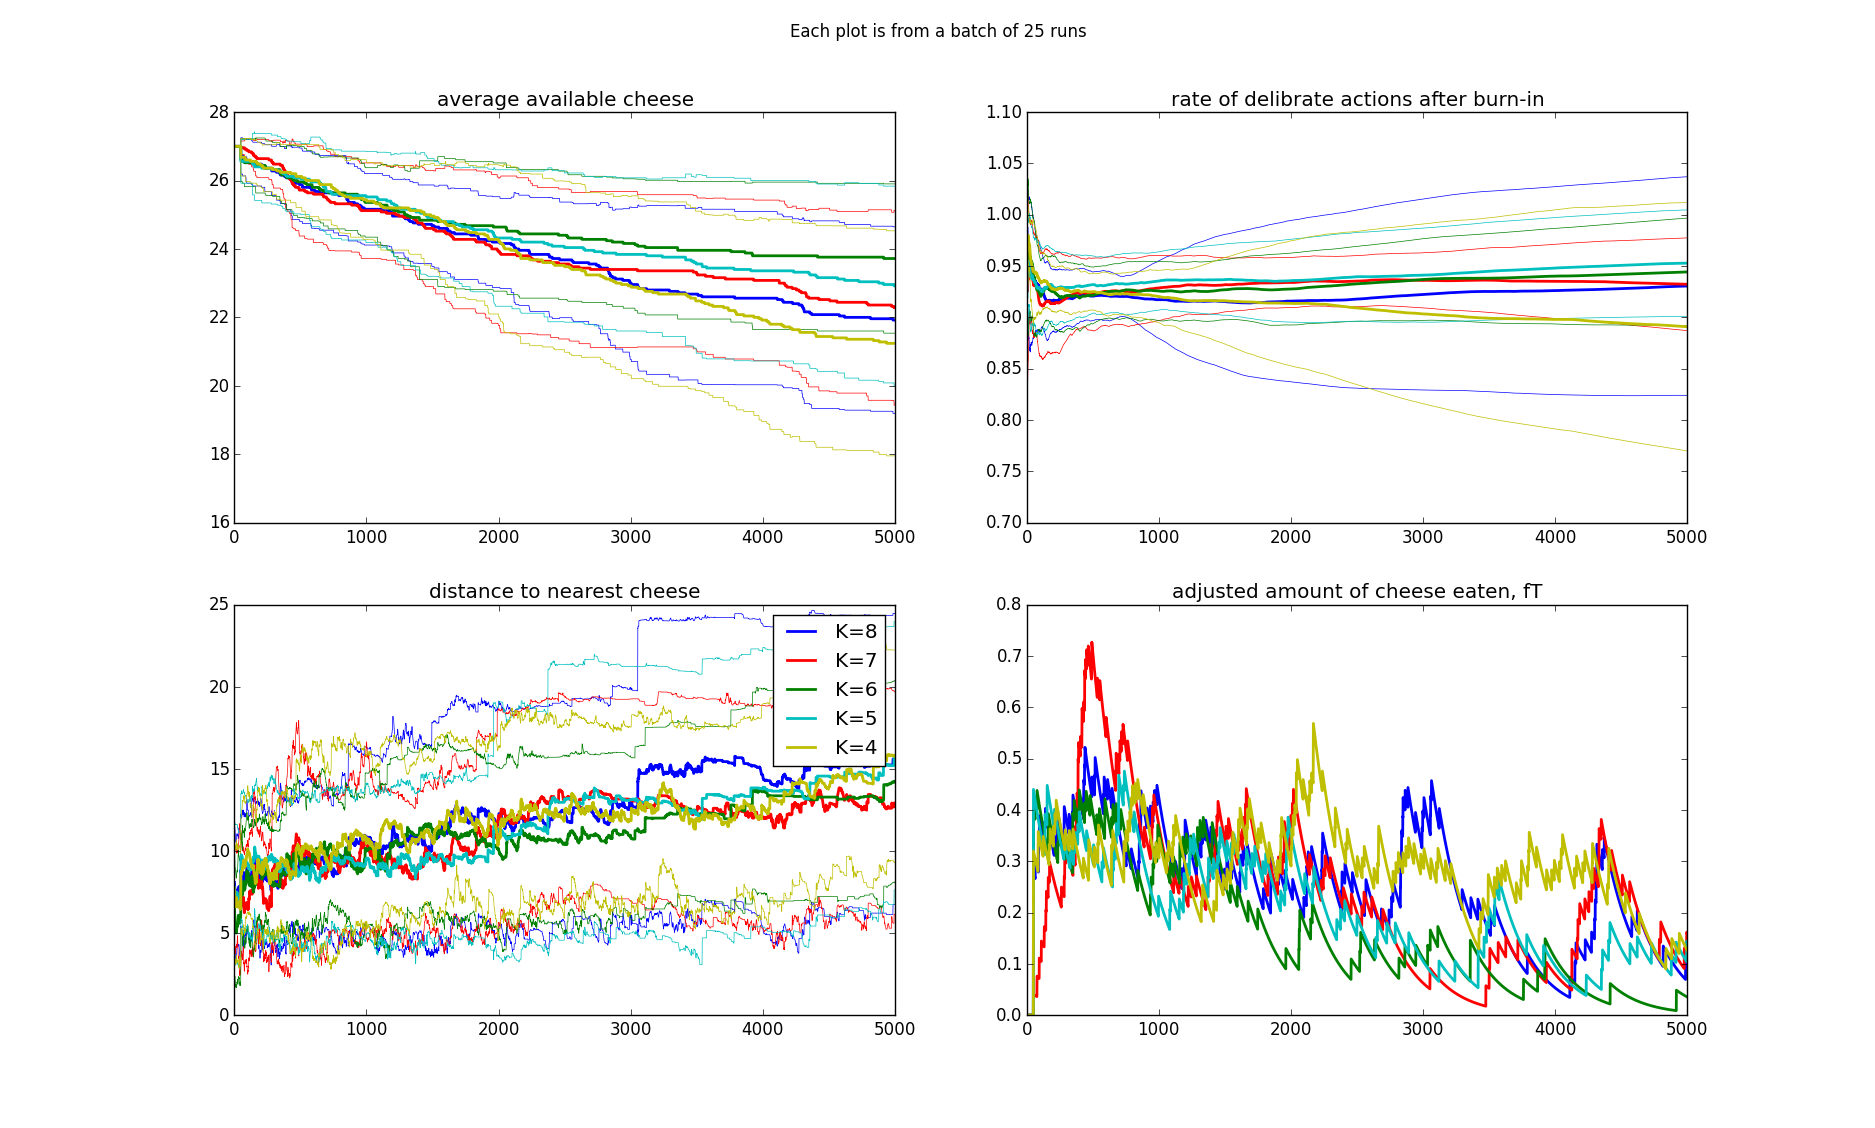 Each plot is from a batch of 25 runs
average available cheese
28
26
24
22
20
18
16
0 1000 2000 3000 4000 5000
rate of delibrate actions after burn-in
1.10
1.05
1.00
0.95
0.90
0.85
0.80
0.75
0.70
0 1000 2000 3000 4000 5000
distance to nearest cheese
25
20
15
10
5
0
0 1000 2000 3000 4000 5000
K=8
K=7
K=6
K=5
K=4
adjusted amount of cheese eaten, fT
0.8
0.7
0.6
0.5
0.4
0.3
0.2
0.1
0.0
0 1000 2000 3000 4000 5000